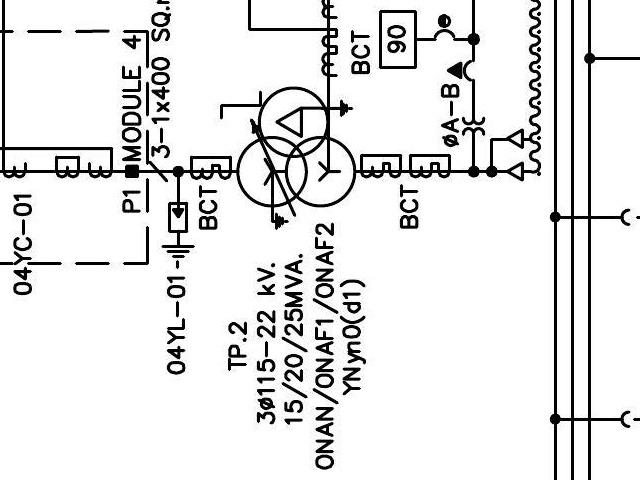 MODULE 4
3-1x400 SQ.
P1
04YC-01
04YL-01
BCT
BCT
BCT
90
øA-B
TP.2
3ø115-22 kV.
15/20/25MVA.
ONAN/ONAF1/ONAF2
YNyn0(d1)